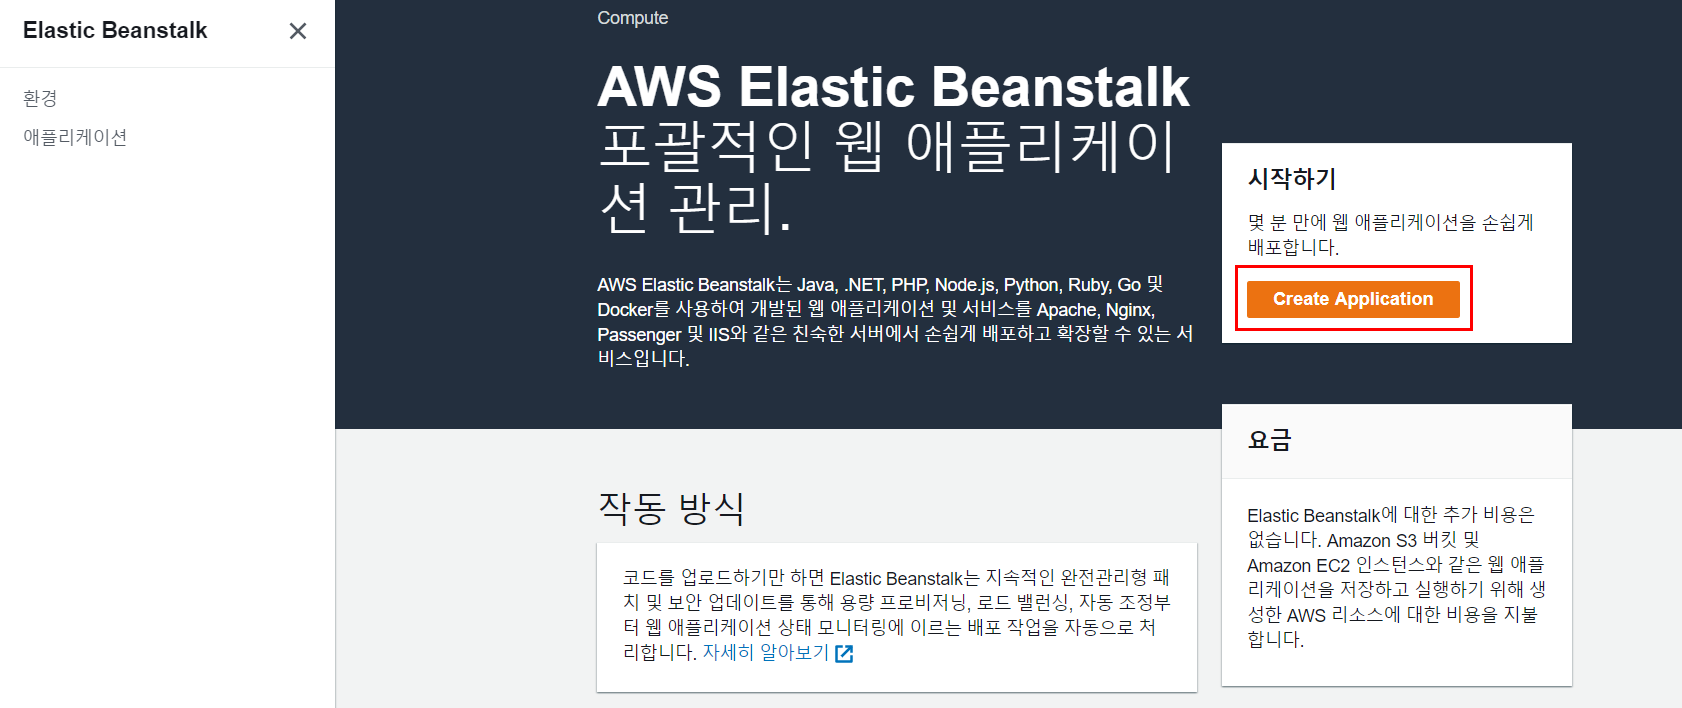 Elastic Beanstalk
환경
애플리케이션
Compute
AWS Elastic Beanstalk
포괄적인 웹 애플리케이
션 관리.
AWS Elastic Beanstalk는 Java, .NET, PHP, Node.js, Python, Ruby, Go 및
Docker를 사용하여 개발된 웹 애플리케이션 및 서비스를 Apache, Nginx,
Passenger 및 IIS와 같은 친숙한 서버에서 손쉽게 배포하고 확장할 수 있는 서
비스입니다.
시작하기
몇 분 만에 웹 애플리케이션을 손쉽게
배포합니다.
Create Application
작동 방식
코드를 업로드하기만 하면 Elastic Beanstalk는 지속적인 완전관리형 패
치 및 보안 업데이트를 통해 용량 프로비저닝, 로드 밸런싱, 자동 조정부
터 웹 애플리케이션 상태 모니터링에 이르는 배포 작업을 자동으로 처
리합니다. 자세히 알아보기
요금
Elastic Beanstalk에 대한 추가 비용은
없습니다. Amazon S3 버킷 및
Amazon EC2 인스턴스와 같은 웹 애플
리케이션을 저장하고 실행하기 위해 생
성한 AWS 리소스에 대한 비용을 지불
합니다.